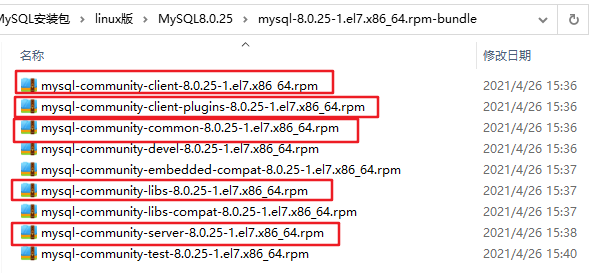 MySQL安装包 > linux版 > MySQL8.0.25 > mysql-8.0.25-1.el7.x86_64.rpm-bundle
名称 修改日期
mysql-community-client-8.0.25-1.el7.x86_64.rpm 2021/4/26 15:36
mysql-community-client-plugins-8.0.25-1.el7.x86_64.rpm 2021/4/26 15:36
mysql-community-common-8.0.25-1.el7.x86_64.rpm 2021/4/26 15:36
mysql-community-devel-8.0.25-1.el7.x86_64.rpm 2021/4/26 15:36
mysql-community-embedded-compat-8.0.25-1.el7.x86_64.rpm 2021/4/26 15:37
mysql-community-libs-8.0.25-1.el7.x86_64.rpm 2021/4/26 15:37
mysql-community-libs-compat-8.0.25-1.el7.x86_64.rpm 2021/4/26 15:37
mysql-community-server-8.0.25-1.el7.x86_64.rpm 2021/4/26 15:38
mysql-community-test-8.0.25-1.el7.x86_64.rpm 2021/4/26 15:40